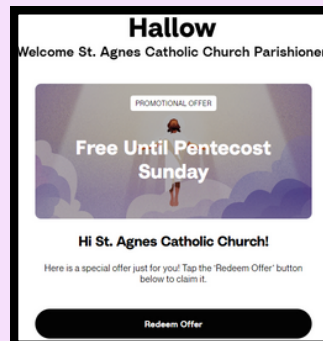 Hallow
Welcome St. Agnes Catholic Church Parishioner
PROMOTIONAL OFFER
Free Until Pentecost
Sunday
Hi St. Agnes Catholic Church!
Here is a special offer just for you! Tap the 'Redeem Offer' button
below to claim it.
Redeem Offer